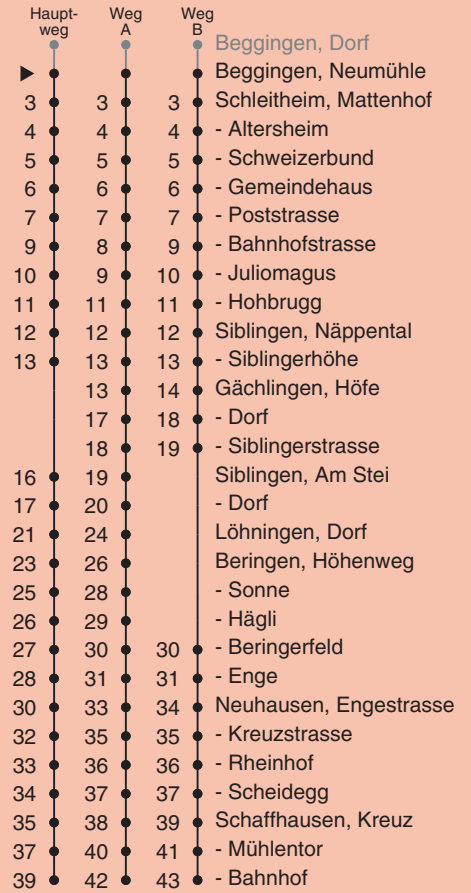 Haupt- Weg Weg
weg A B
Beggingen, Dorf
Beggingen, Neumühle
3 3 3 Schleitheim, Mattenhof
4 4 4 - Altersheim
5 5 5 - Schweizerbund
6 6 6 - Gemeindehaus
7 7 7 - Poststrasse
9 8 9 - Bahnhofstrasse
10 9 10 - Juliomagus
11 11 11 - Hohbrugg
12 12 12 Siblingen, Näppental
13 13 13 - Siblingerhöhe
13 14 Gächlingen, Höfe
17 18 - Dorf
18 19 - Siblingerstrasse
16 19 Siblingen, Am Stei
17 20 - Dorf
21 24 Löhningen, Dorf
23 26 Beringen, Höhenweg
25 28 - Sonne
26 29 - Hägli
27 30 30 - Beringerfeld
28 31 31 - Enge
30 33 34 Neuhausen, Engestrasse
32 35 35 - Kreuzstrasse
33 36 36 - Rheinhof
34 37 37 - Scheidegg
35 38 39 Schaffhausen, Kreuz
37 40 41 - Mühlentor
39 42 43 - Bahnhof